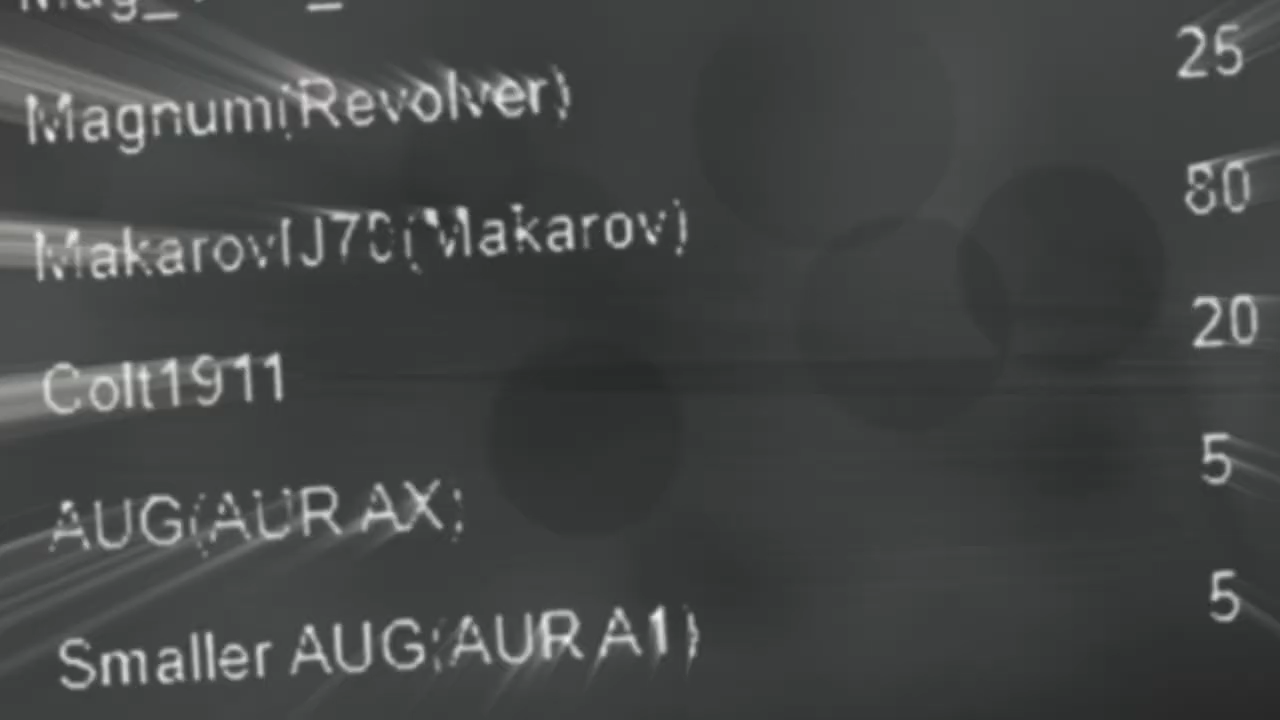 Magnum(Revolver) 25
MakarovIJ70(Makarov) 80
Colt1911 20
AUG(AUR AX) 5
Smaller AUG(AUR A1) 5